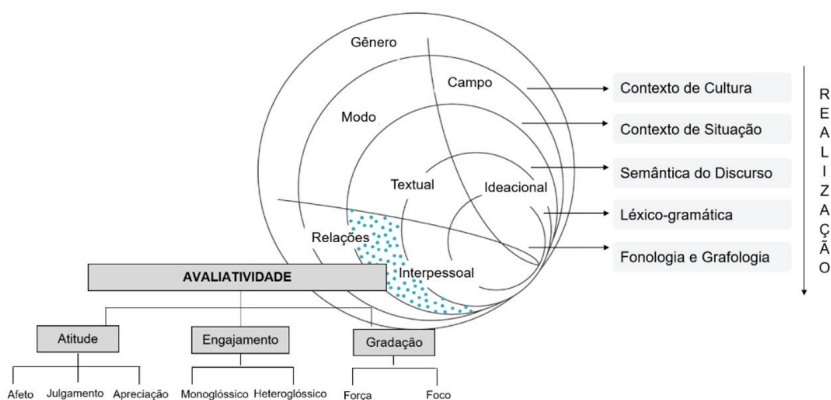 Gênero
Campo
Modo
Textual
Ideacional
Relações
Interpessoal
Contexto de Cultura
Contexto de Situação
Semântica do Discurso
Léxico-gramática
Fonologia e Grafologia
REALIZAÇÃO
AVALIATIVIDADE
Atitude
Engajamento
Gradação
Afeto
Julgamento
Apreciação
Monoglóssico
Heteroglóssico
Força
Foco